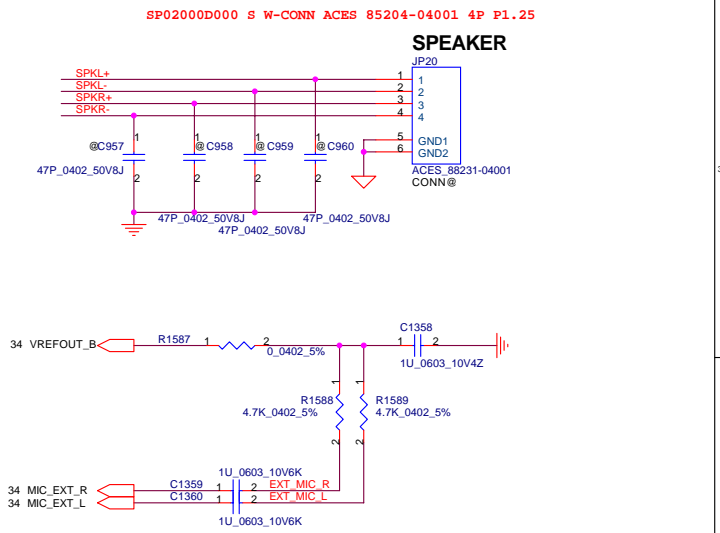 SP02000D000 S W-CONN ACES 85204-04001 4P P1.25
SPEAKER
JP20
SPKL+ 1 1
SPKL- 2 2
SPKR+ 3 3
SPKR- 4 4
5 GND1
6 GND2
ACES_88231-04001
CONN@
1 1 1 1
@C957 @C958 @C959 @C960
47P_0402_50V8J
2 2 2 2
47P_0402_50V8J 47P_0402_50V8J
47P_0402_50V8J
3
34 VREFOUT_B R1587 1 2
0_0402_5%
C1358
1 2
1U_0603_10V4Z
1 1
R1588 R1589
4.7K_0402_5% 4.7K_0402_5%
2 2
1U_0603_10V6K
34 MIC_EXT_R C1359 1 2 EXT_MIC_R
34 MIC_EXT_L C1360 1 2 EXT_MIC_L
1U_0603_10V6K